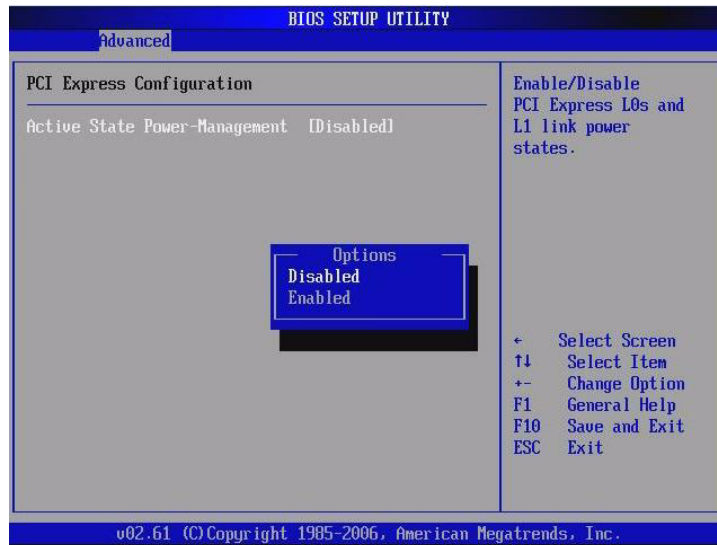 BIOS SETUP UTILITY
Advanced
PCI Express Configuration
Active State Power-Management [Disabled]
Options
Disabled
Enabled
Enable/Disable
PCI Express L0s and
L1 link power
states.
← Select Screen
↑↓ Select Item
+- Change Option
F1 General Help
F10 Save and Exit
ESC Exit
v02.61 (C)Copyright 1985-2006, American Megatrends, Inc.